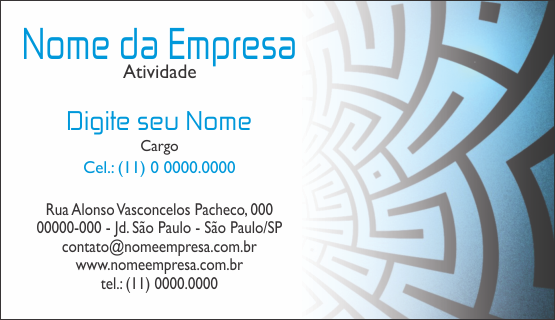 Nome da Empresa
Atividade
Digite seu Nome
Cargo
Cel.: (11) 0 0000.0000
Rua Alonso Vasconcelos Pacheco, 000
00000-000 - Jd. São Paulo - São Paulo/SP
contato@nomeempresa.com.br
www.nomeempresa.com.br
tel.: (11) 0000.0000